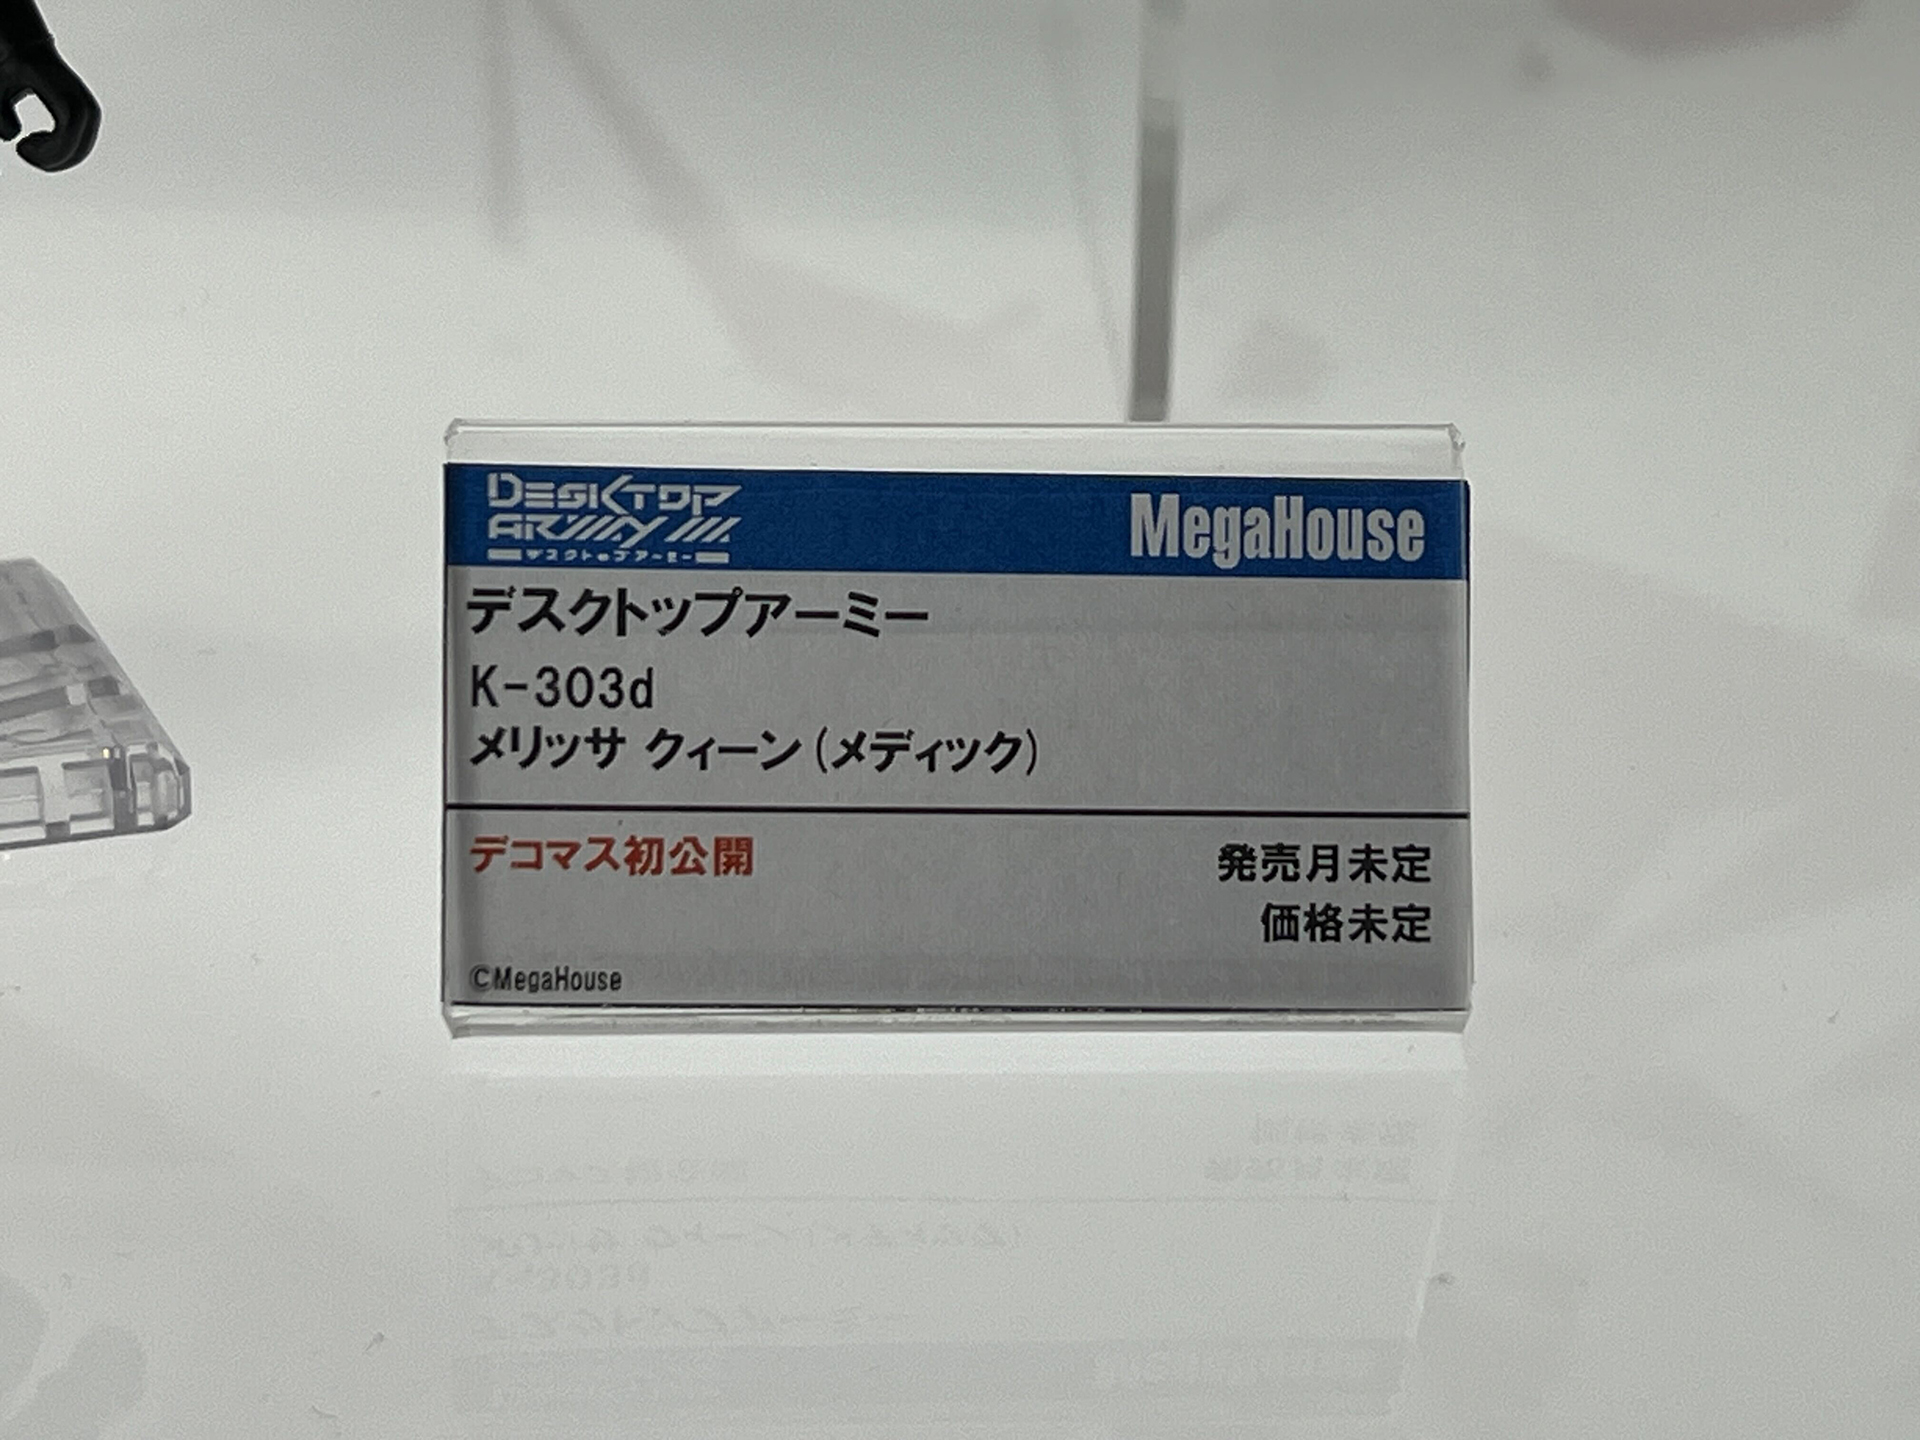 DESKTOP
ARMY
デスクトップアーミー
MegaHouse
デスクトップアーミー
K-303d
メリッサ クィーン (メディック)
デコマス初公開
発売月未定
価格未定
©MegaHouse